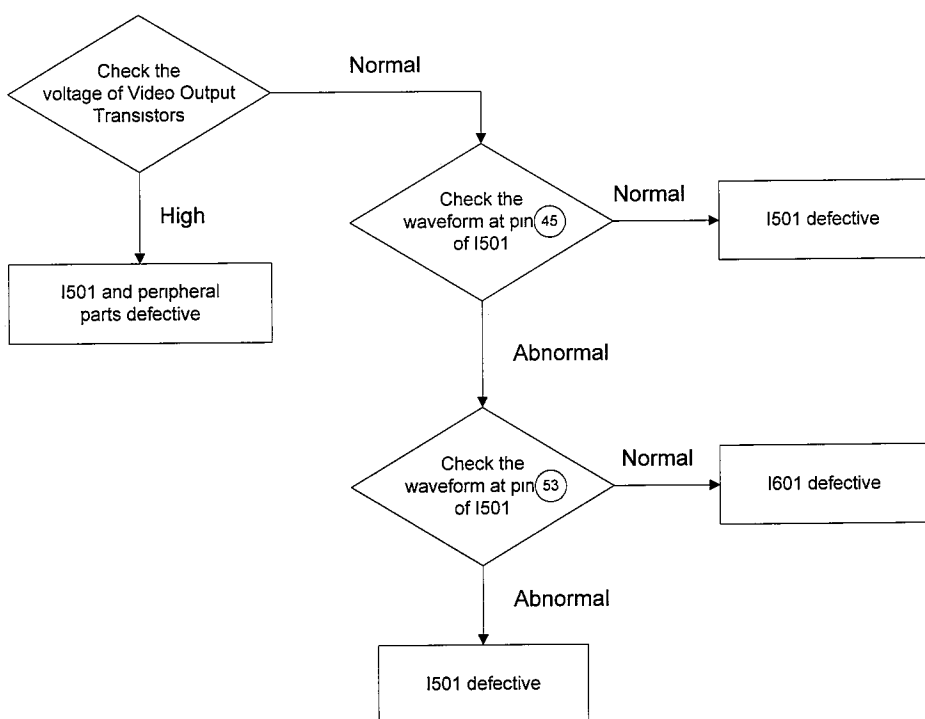 Check the
voltage of Video Output
Transistors
Normal
High
I501 and peripheral
parts defective
Check the
waveform at pin 45
of I501
Normal
I501 defective
Abnormal
Check the
waveform at pin 53
of I501
Normal
I601 defective
Abnormal
I501 defective